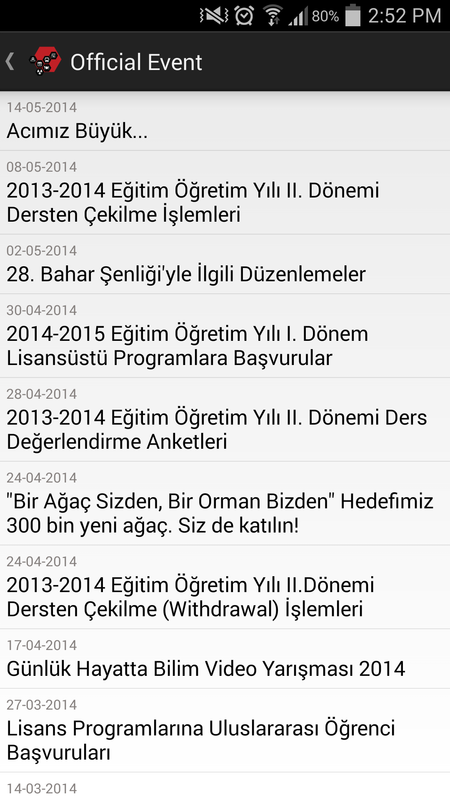 80% 2:52 PM
Official Event
14-05-2014
Acımız Büyük...
08-05-2014
2013-2014 Eğitim Öğretim Yılı II. Dönemi
Dersten Çekilme İşlemleri
02-05-2014
28. Bahar Şenliği'yle İlgili Düzenlemeler
30-04-2014
2014-2015 Eğitim Öğretim Yılı I. Dönem
Lisansüstü Programlara Başvurular
28-04-2014
2013-2014 Eğitim Öğretim Yılı II. Dönemi Ders
Değerlendirme Anketleri
24-04-2014
"Bir Ağaç Sizden, Bir Orman Bizden" Hedefimiz
300 bin yeni ağaç. Siz de katılın!
24-04-2014
2013-2014 Eğitim Öğretim Yılı II.Dönemi
Dersten Çekilme (Withdrawal) İşlemleri
17-04-2014
Günlük Hayatta Bilim Video Yarışması 2014
27-03-2014
Lisans Programlarına Uluslararası Öğrenci
Başvuruları
14-03-2014